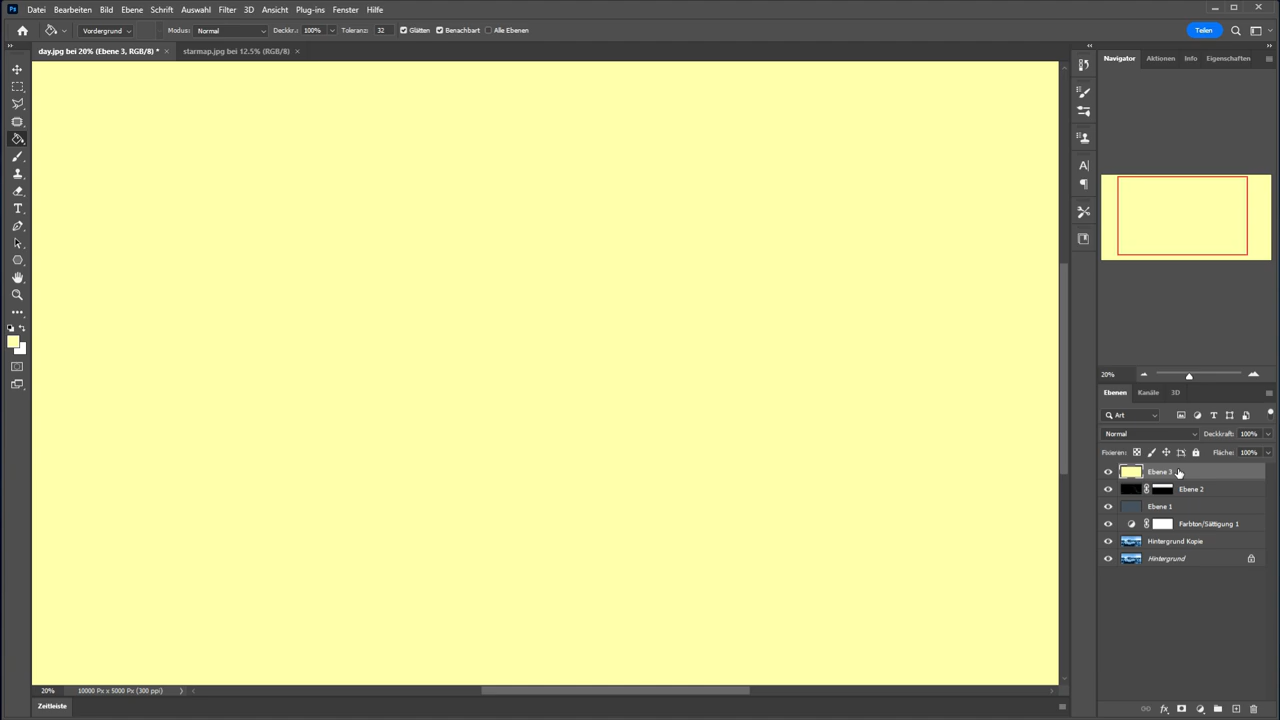 Ps Datei Bearbeiten Bild Ebene Schrift Auswahl Filter 3D Ansicht Plug-ins Fenster Hilfe
Vordergrund Modus: Normal Deckkr.: 100% Toleranz: 32 Glätten Benachbart Alle Ebenen Teilen
day.jpg bei 20% (Ebene 3, RGB/8) * × starmap.jpg bei 12.5% (RGB/8) ×
Navigator Aktionen Info Eigenschaften
20%
Ebenen Kanäle 3D
Art
Normal Deckkraft: 100%
Fixieren: Fläche: 100%
Ebene 3
Ebene 2
Ebene 1
Farbton/Sättigung 1
Hintergrund Kopie
Hintergrund
20% 10000 Px x 5000 Px (300 ppi)
Zeitleiste